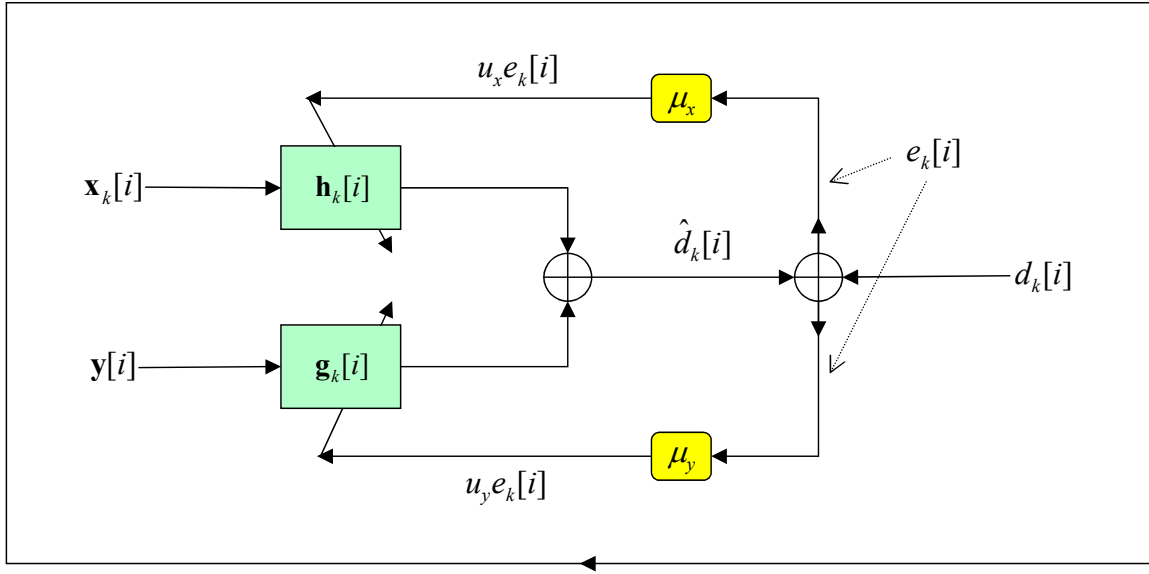 u_x e_k[i]
μ_x
e_k[i]
𝐱_k[i]
𝐡_k[i]
d̂_k[i]
d_k[i]
𝐲[i]
𝐠_k[i]
μ_y
u_y e_k[i]